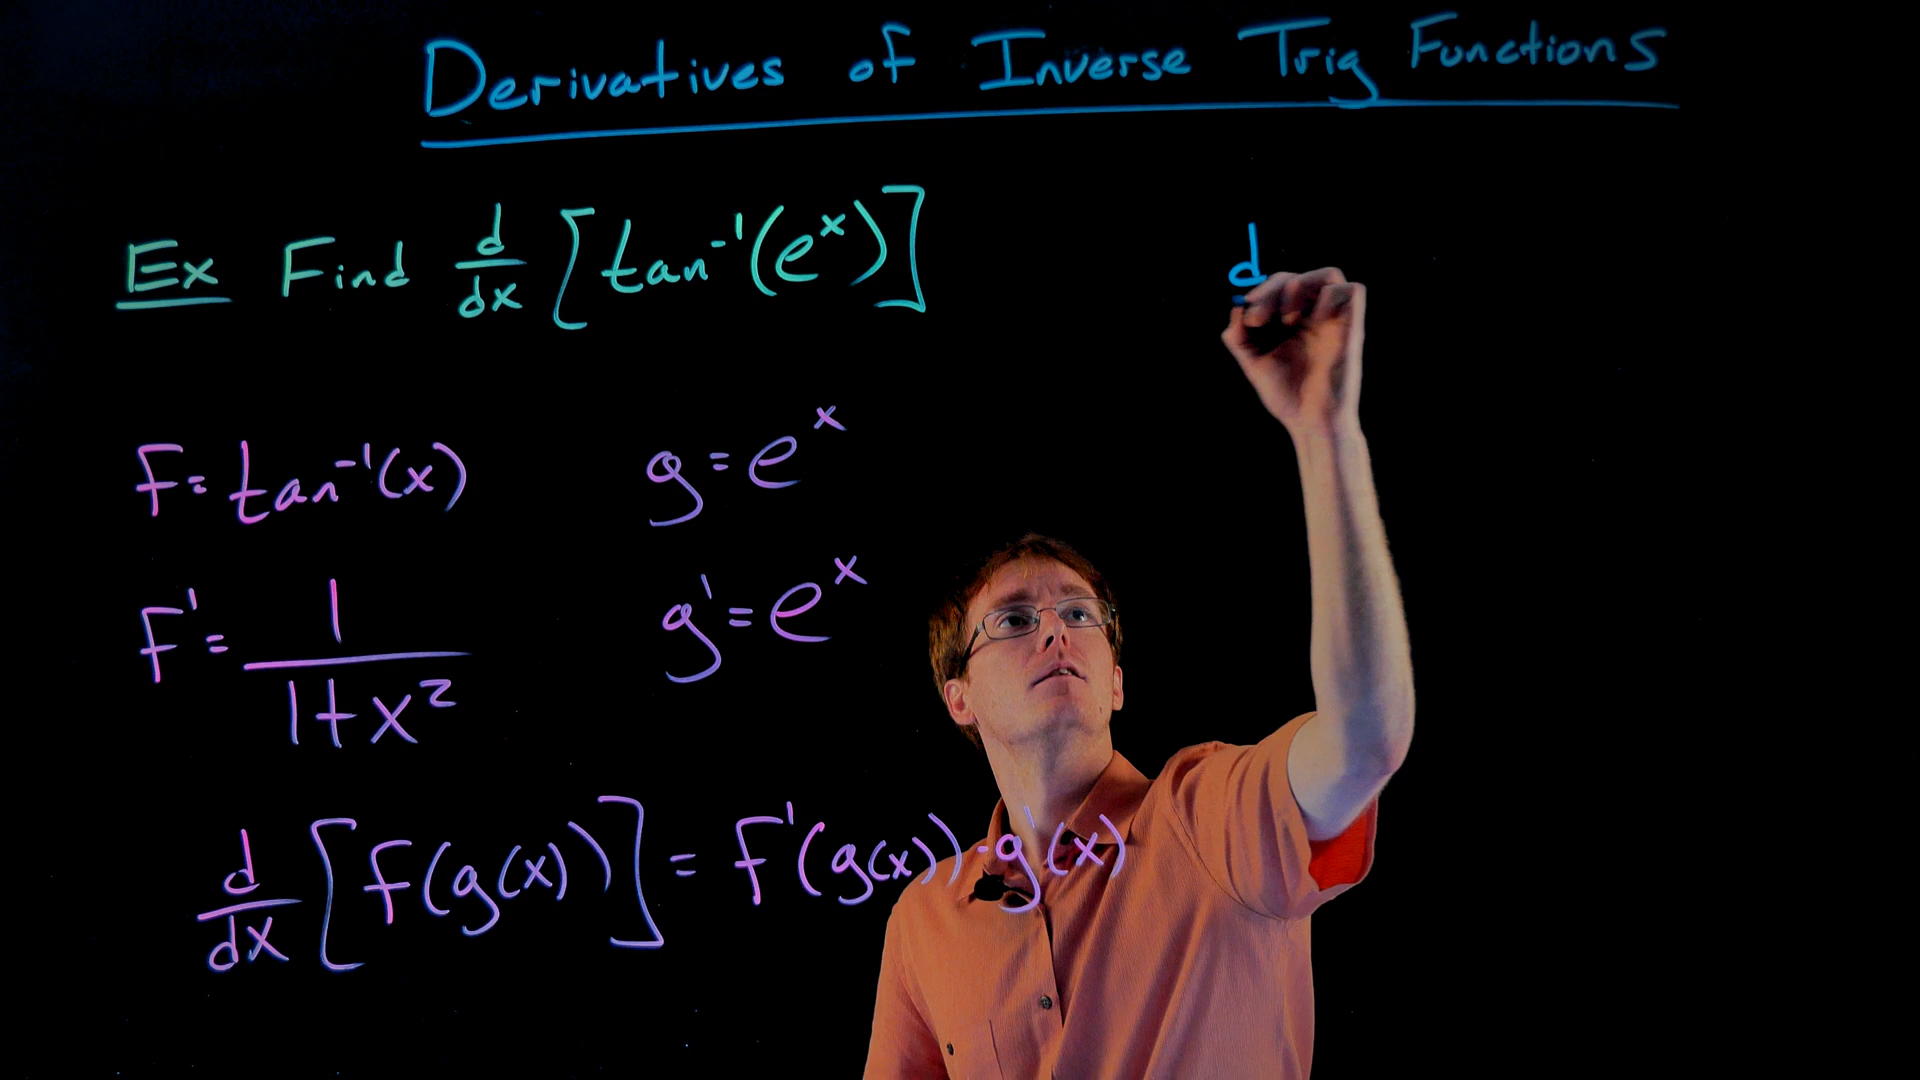 Derivatives of Inverse Trig Functions
Ex Find d/dx [tan⁻¹(eˣ)]
d
F = tan⁻¹(x)
g = eˣ
F' = 1/(1+x²)
g' = eˣ
d/dx [f(g(x))] = F'(g(x))·g'(x)